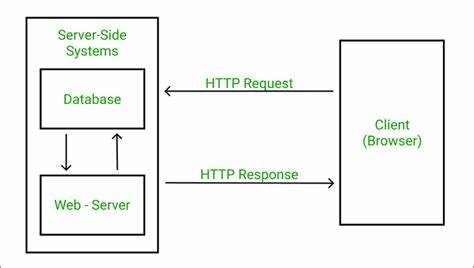 Server-Side
Systems
Database
Web - Server
HTTP Request
HTTP Response
Client
(Browser)